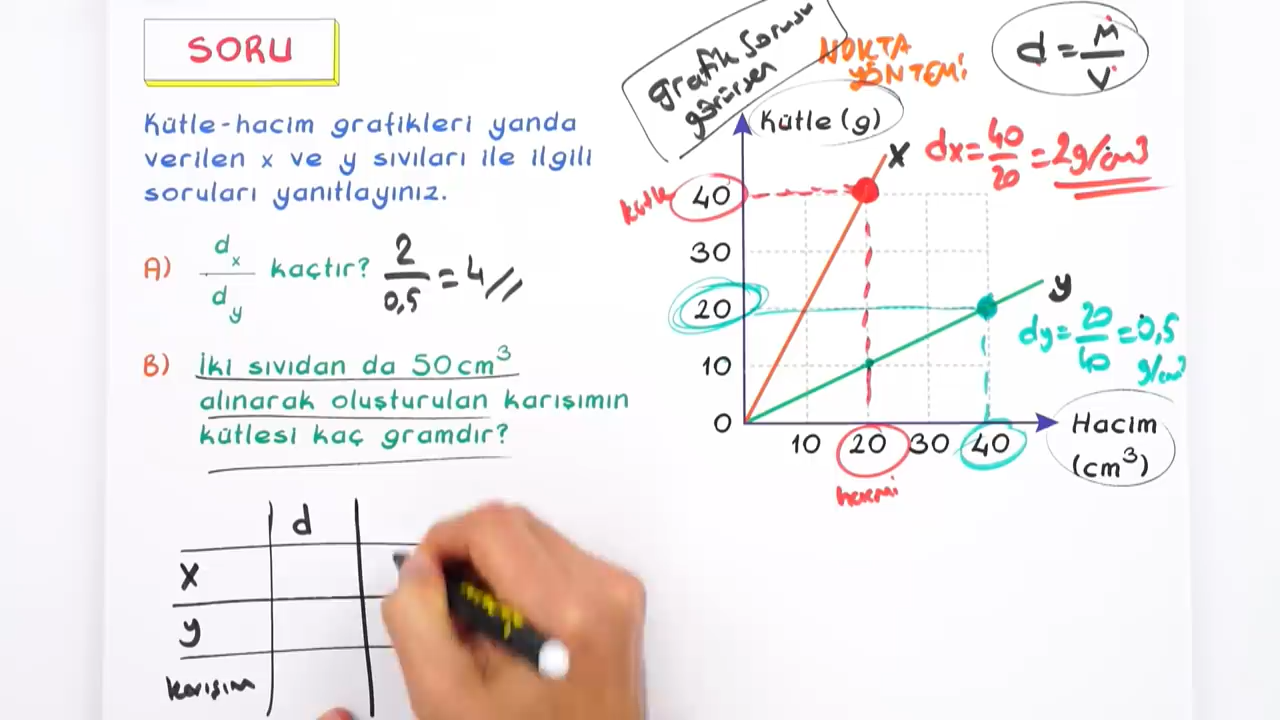 SORU
Kütle-hacim grafikleri yanda
verilen x ve y sıvıları ile ilgili
soruları yanıtlayınız.
A) dx / dy kaçtır? 2 / 0,5 = 4 //
B) İki sıvıdan da 50 cm³
alınarak oluşturulan karışımın
kütlesi kaç gramdır?
d
x
y
karışım
grafik sorusu
görürsen
NOKTA
YÖNTEMİ
d = M / V
Kütle (g)
x
dx = 40 / 20 = 2 g/cm³
kütle
40
30
20
10
0
y
dy = 20 / 40 = 0,5
g/cm³
10 20 30 40
Hacim
(cm³)